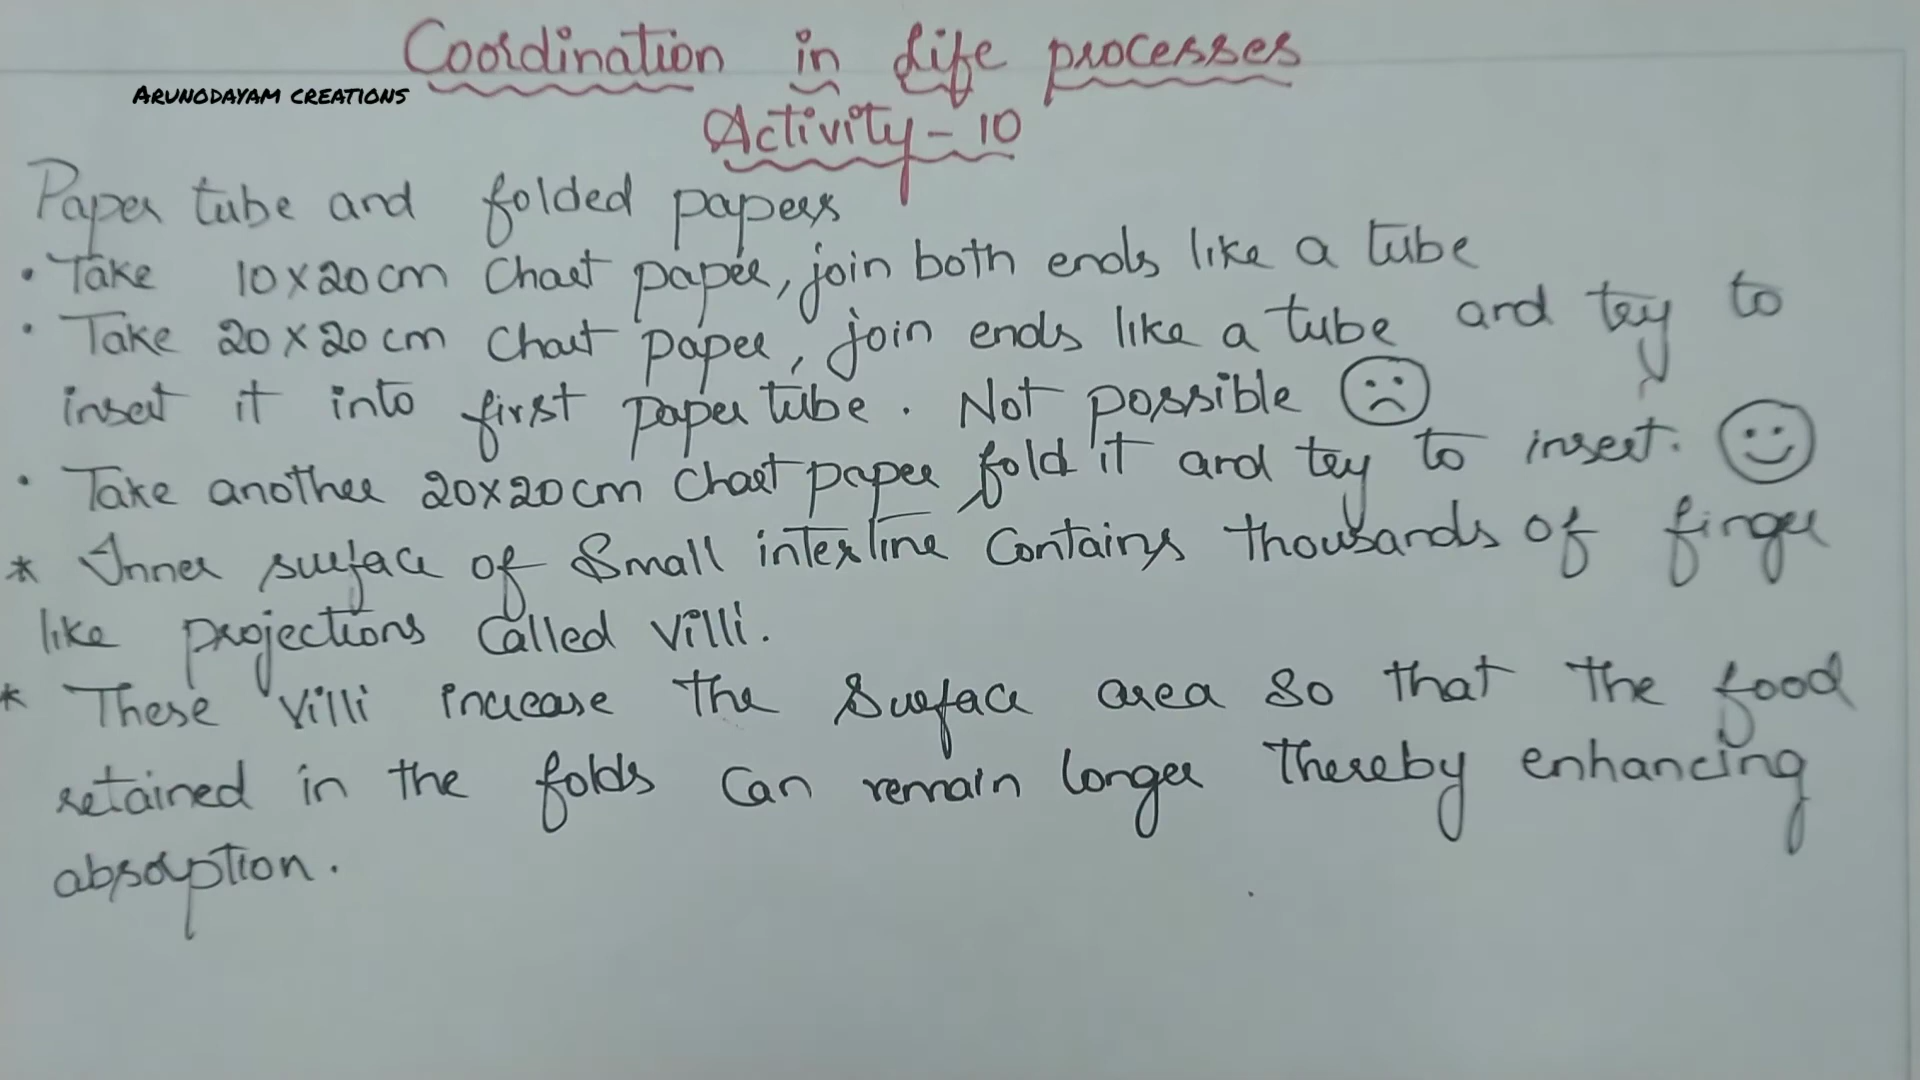 Coordination in Life processes
ARUNODAYAM CREATIONS
Activity - 10
Paper tube and folded papers
• Take 10x20cm Chart paper, join both ends like a tube
• Take 20x20cm Chart paper, join ends like a tube and try to
insert it into first paper tube. Not possible ☹
• Take another 20x20cm Chart paper fold it and try to insert. ☺
* Inner surface of Small intestine Contains thousands of finger
like projections Called Villi.
* These Villi increase the Surface area so that the food
retained in the folds Can remain longer thereby enhancing
absorption.